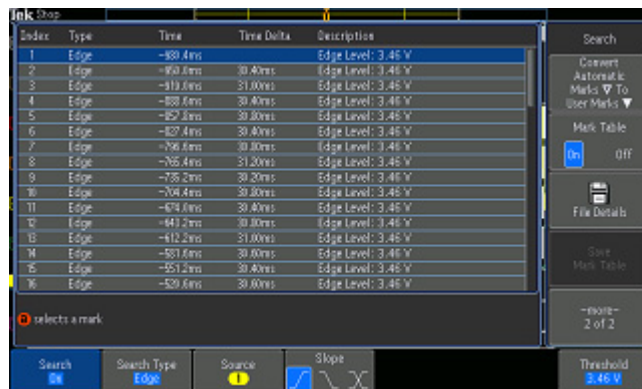 Tek Stop
Index Type Time Time Delta Description
1 Edge -980.4ms Edge Level: 3.46 V
2 Edge -950.0ms 30.40ms Edge Level: 3.46 V
3 Edge -919.0ms 31.00ms Edge Level: 3.46 V
4 Edge -888.6ms 30.40ms Edge Level: 3.46 V
5 Edge -857.8ms 30.80ms Edge Level: 3.46 V
6 Edge -827.4ms 30.40ms Edge Level: 3.46 V
7 Edge -796.6ms 30.80ms Edge Level: 3.46 V
8 Edge -765.4ms 31.20ms Edge Level: 3.46 V
9 Edge -735.2ms 30.20ms Edge Level: 3.46 V
10 Edge -704.4ms 30.80ms Edge Level: 3.46 V
11 Edge -674.0ms 30.40ms Edge Level: 3.46 V
12 Edge -643.2ms 30.80ms Edge Level: 3.46 V
13 Edge -612.2ms 31.00ms Edge Level: 3.46 V
14 Edge -581.6ms 30.60ms Edge Level: 3.46 V
15 Edge -551.2ms 30.40ms Edge Level: 3.46 V
16 Edge -520.6ms 30.60ms Edge Level: 3.46 V
a selects a mark
Search
Convert
Automatic
Marks ▽ To
User Marks ▼
Mark Table
On Off
File Details
Save
Mark Table
-more-
2 of 2
Search
On
Search Type
Edge
Source
1
Slope
Threshold
3.46 V